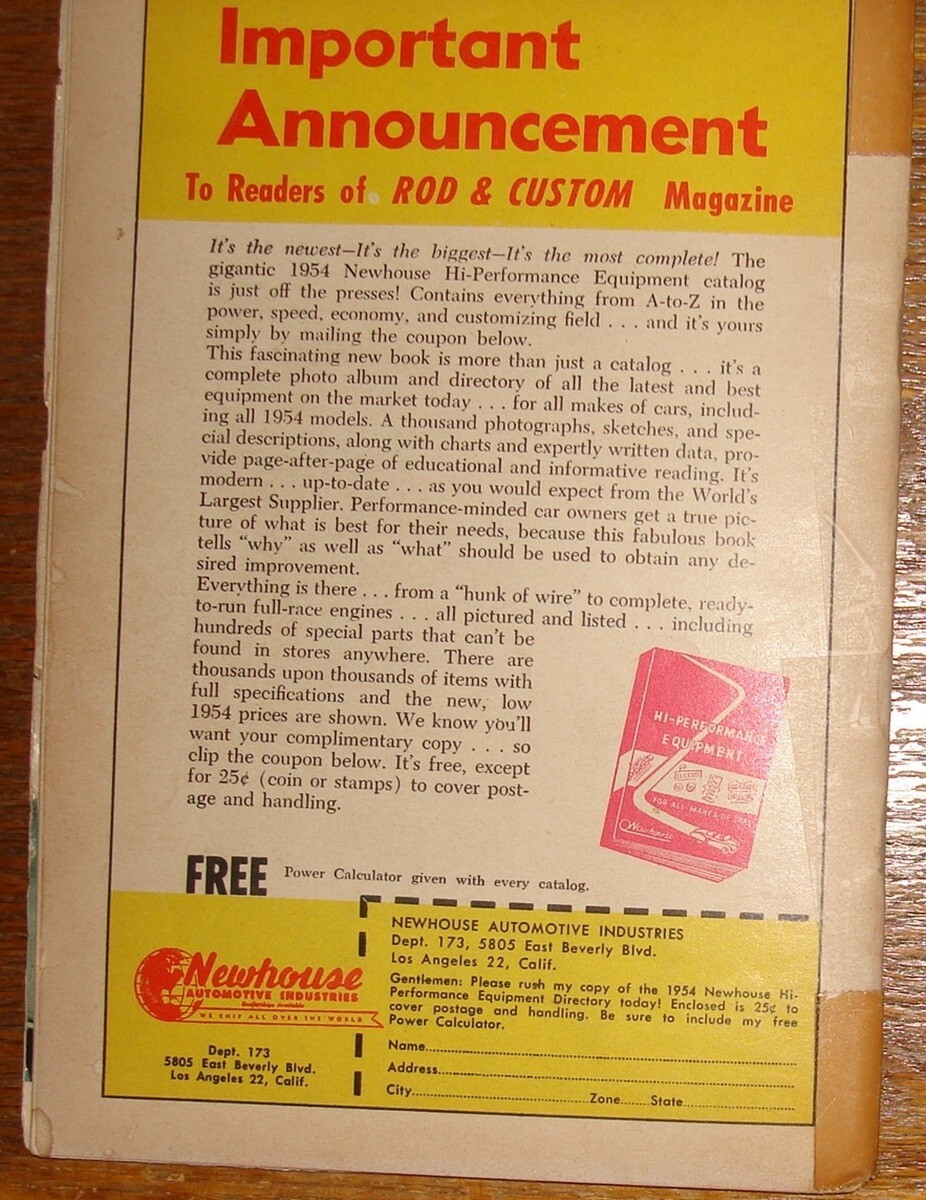 Important
Announcement
To Readers of ROD & CUSTOM Magazine
It's the newest—It's the biggest—It's the most complete! The
gigantic 1954 Newhouse Hi-Performance Equipment catalog
is just off the presses! Contains everything from A-to-Z in the
power, speed, economy, and customizing field . . . and it's yours
simply by mailing the coupon below.
This fascinating new book is more than just a catalog . . . it's a
complete photo album and directory of all the latest and best
equipment on the market today . . . for all makes of cars, includ-
ing all 1954 models. A thousand photographs, sketches, and spe-
cial descriptions, along with charts and expertly written data, pro-
vide page-after-page of educational and informative reading. It's
modern . . . up-to-date . . . as you would expect from the World's
Largest Supplier. Performance-minded car owners get a true pic-
ture of what is best for their needs, because this fabulous book
tells "why" as well as "what" should be used to obtain any de-
sired improvement.
Everything is there . . . from a "hunk of wire" to complete, ready-
to-run full-race engines . . . all pictured and listed . . . including
hundreds of special parts that can't be
found in stores anywhere. There are
thousands upon thousands of items with
full specifications and the new, low
1954 prices are shown. We know you'll
want your complimentary copy . . . so
clip the coupon below. It's free, except
for 25¢ (coin or stamps) to cover post-
age and handling.
HI-PERFORMANCE
EQUIPMENT
FOR ALL MAKES OF CARS
Newhouse
FREE Power Calculator given with every catalog.
Newhouse
AUTOMOTIVE INDUSTRIES
Dealerships Available
WE SHIP ALL OVER THE WORLD
Dept. 173
5805 East Beverly Blvd.
Los Angeles 22, Calif.
NEWHOUSE AUTOMOTIVE INDUSTRIES
Dept. 173, 5805 East Beverly Blvd.
Los Angeles 22, Calif.
Gentlemen: Please rush my copy of the 1954 Newhouse Hi-
Performance Equipment Directory today! Enclosed is 25¢ to
cover postage and handling. Be sure to include my free
Power Calculator.
Name
Address
City Zone State